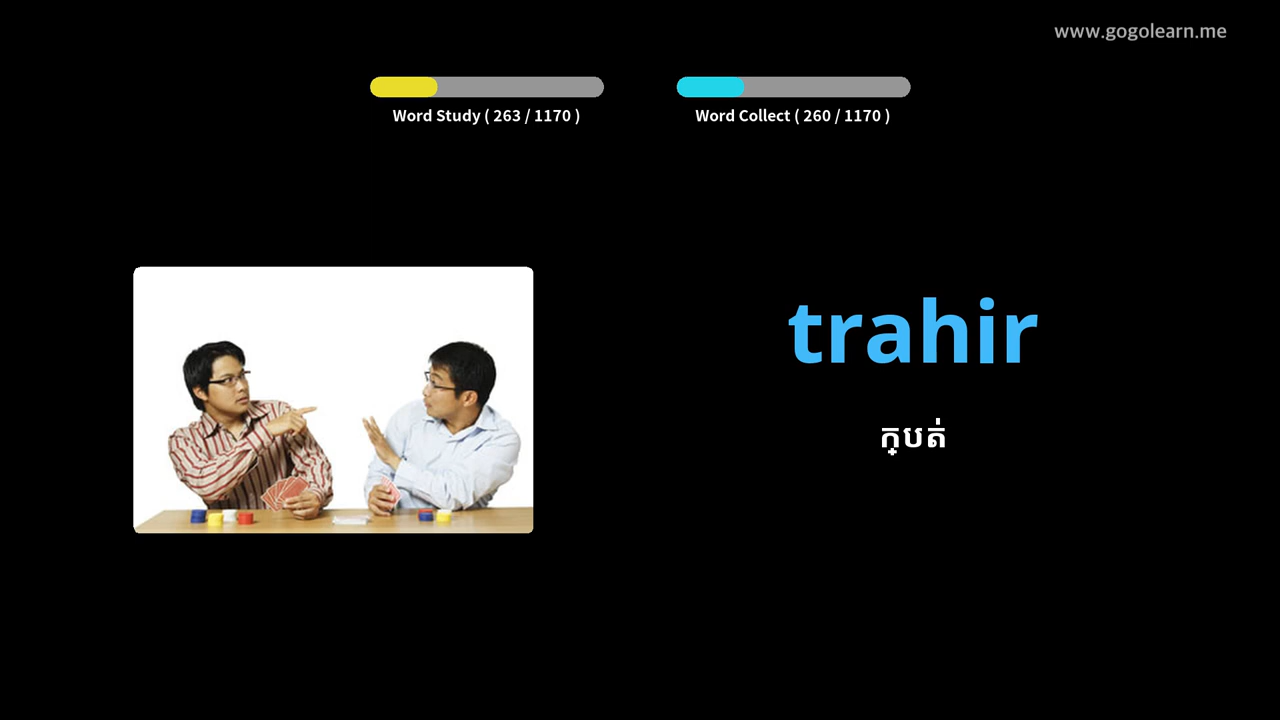 www.gogolearn.me
Word Study ( 263 / 1170 )
Word Collect ( 260 / 1170 )
trahir
ក្បត់